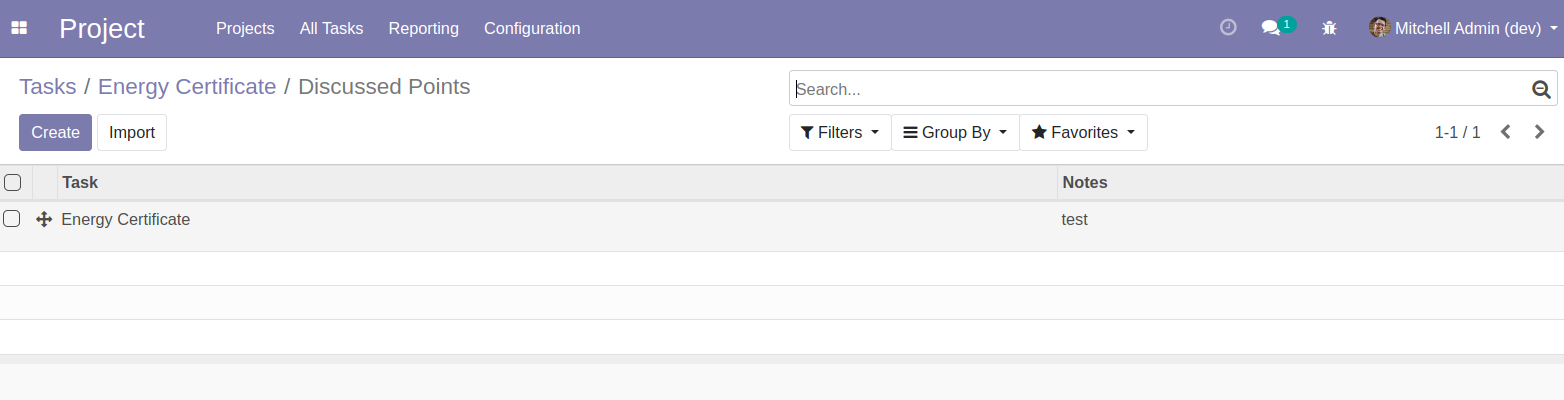 Project Projects All Tasks Reporting Configuration 1 Mitchell Admin (dev)
Tasks / Energy Certificate / Discussed Points
Search...
Create Import Filters Group By Favorites 1-1 / 1
Task Notes
Energy Certificate test